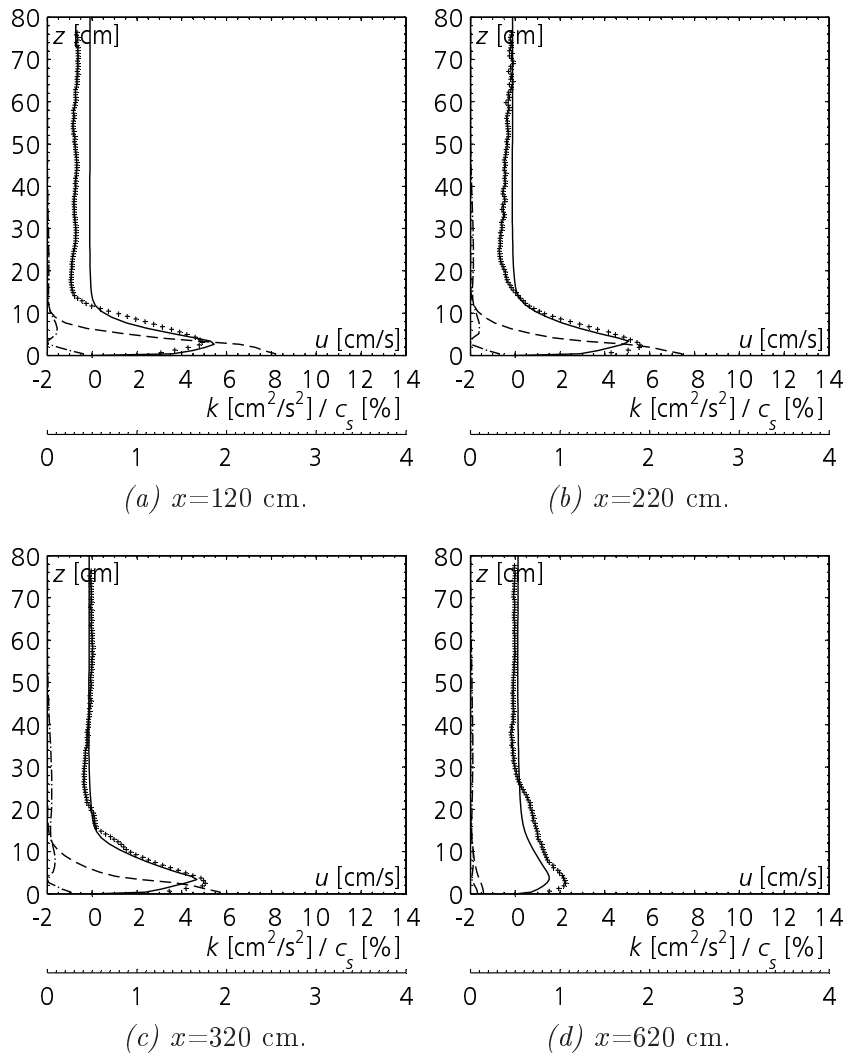 80 z [cm]
70
60
50
40
30
20
10 u [cm/s]
0
-2 0 2 4 6 8 10 12 14
k [cm²/s²] / cₛ [%]
0 1 2 3 4
(a) x=120 cm.
80 z [cm]
70
60
50
40
30
20
10 u [cm/s]
0
-2 0 2 4 6 8 10 12 14
k [cm²/s²] / cₛ [%]
0 1 2 3 4
(b) x=220 cm.
80 z [cm]
70
60
50
40
30
20
10 u [cm/s]
0
-2 0 2 4 6 8 10 12 14
k [cm²/s²] / cₛ [%]
0 1 2 3 4
(c) x=320 cm.
80 z [cm]
70
60
50
40
30
20
10 u [cm/s]
0
-2 0 2 4 6 8 10 12 14
k [cm²/s²] / cₛ [%]
0 1 2 3 4
(d) x=620 cm.